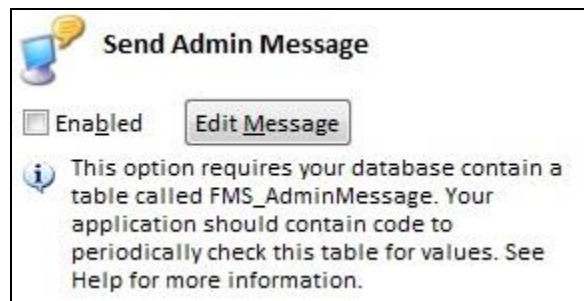 Send Admin Message
Enabled Edit Message
This option requires your database contain a
table called FMS_AdminMessage. Your
application should contain code to
periodically check this table for values. See
Help for more information.